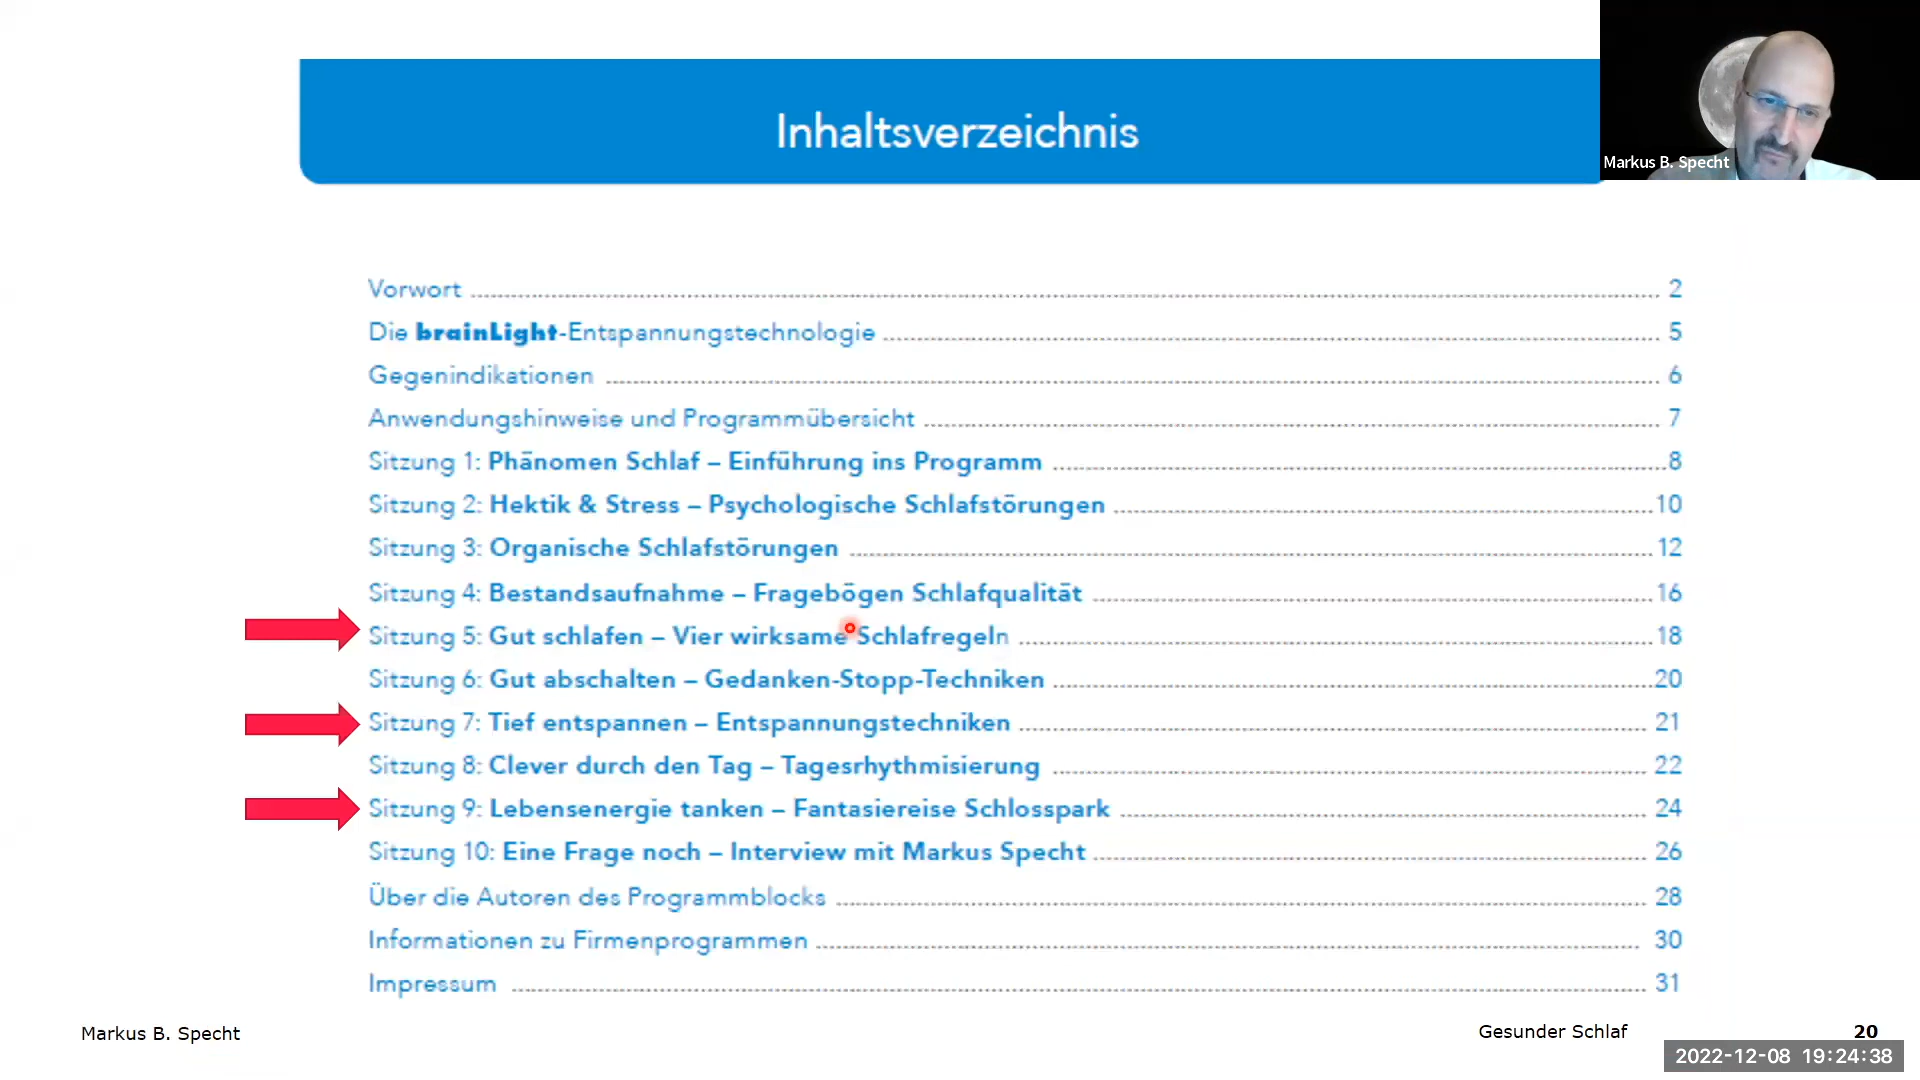 Inhaltsverzeichnis
Markus B. Specht
Vorwort 2
Die brainLight-Entspannungstechnologie 5
Gegenindikationen 6
Anwendungshinweise und Programmübersicht 7
Sitzung 1: Phänomen Schlaf – Einführung ins Programm 8
Sitzung 2: Hektik & Stress – Psychologische Schlafstörungen 10
Sitzung 3: Organische Schlafstörungen 12
Sitzung 4: Bestandsaufnahme – Fragebögen Schlafqualität 16
Sitzung 5: Gut schlafen – Vier wirksame Schlafregeln 18
Sitzung 6: Gut abschalten – Gedanken-Stopp-Techniken 20
Sitzung 7: Tief entspannen – Entspannungstechniken 21
Sitzung 8: Clever durch den Tag – Tagesrhythmisierung 22
Sitzung 9: Lebensenergie tanken – Fantasiereise Schlosspark 24
Sitzung 10: Eine Frage noch – Interview mit Markus Specht 26
Über die Autoren des Programmblocks 28
Informationen zu Firmenprogrammen 30
Impressum 31
Markus B. Specht
Gesunder Schlaf
20
2022-12-08 19:24:38